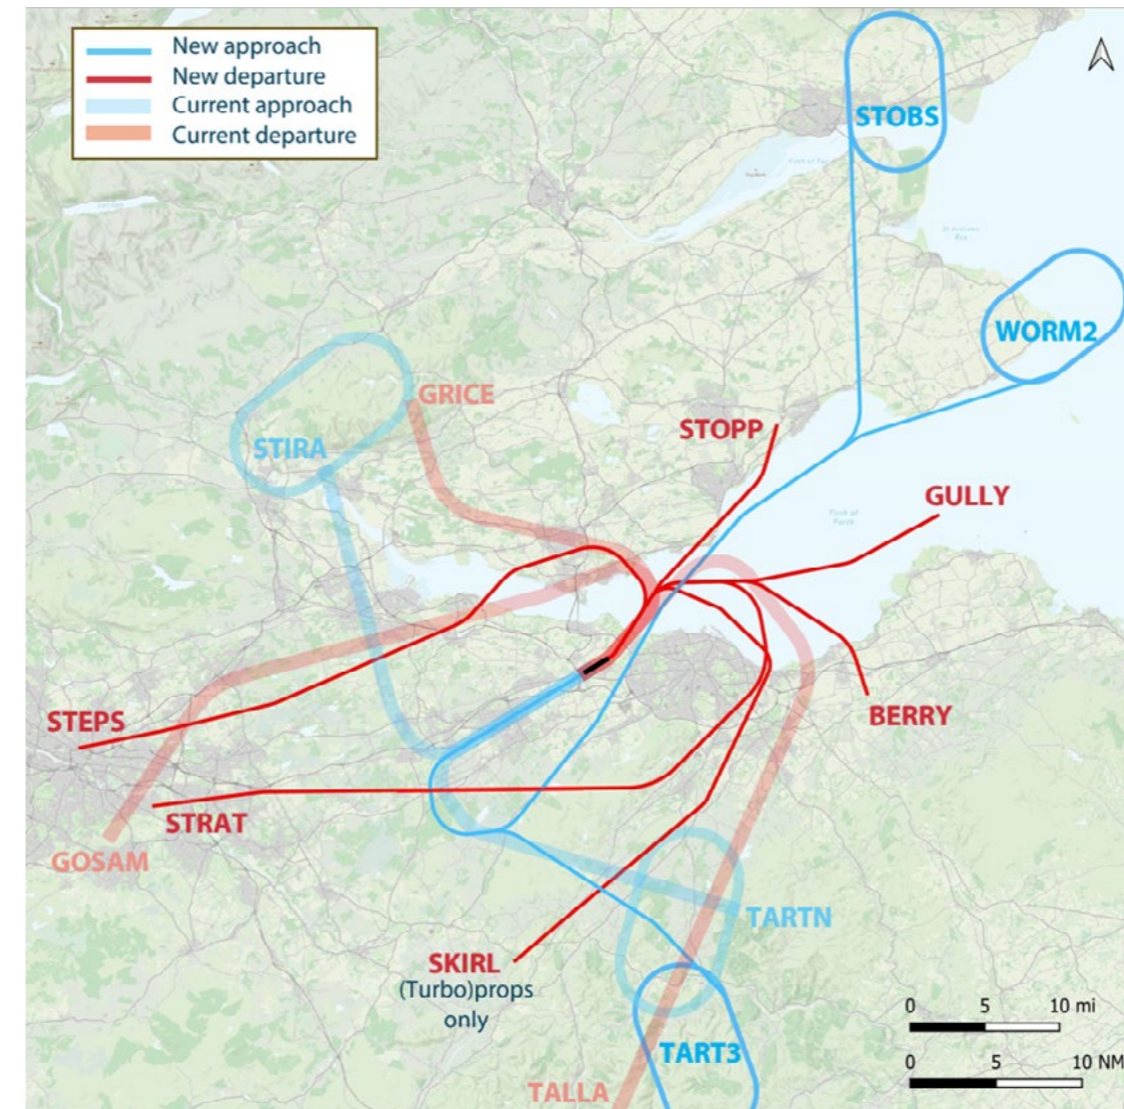 New approach
New departure
Current approach
Current departure
STOBS
WORM2
GRICE
STIRA
STOPP
GULLY
STEPS
BERRY
STRAT
GOSAM
TARTN
SKIRL
(Turbo)props
only
0 5 10 mi
TART3
0 5 10 NM
TALLA